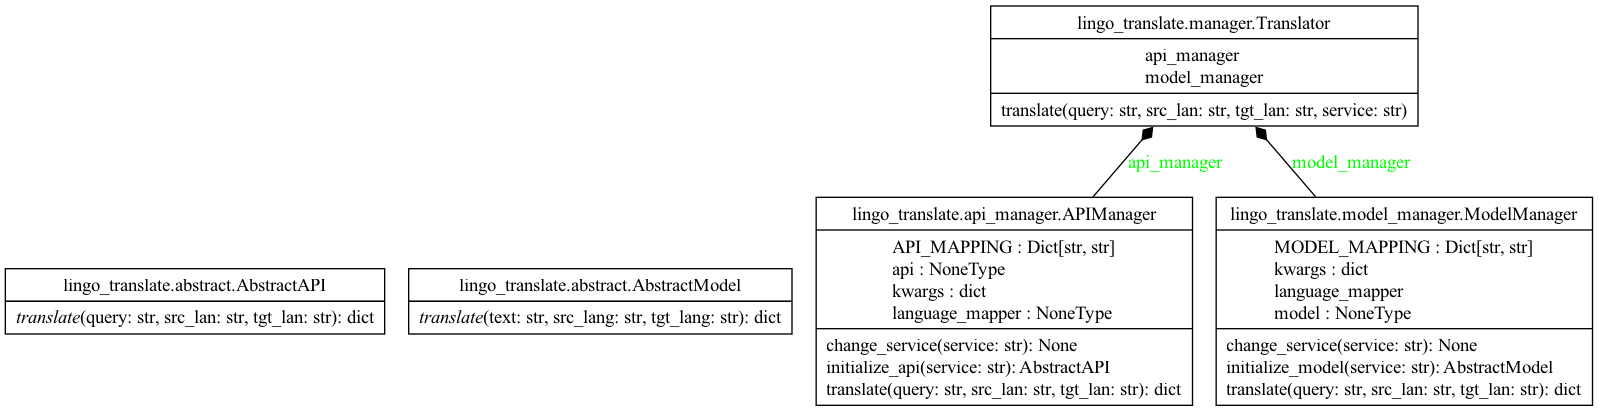 lingo_translate.manager.Translator
api_manager
model_manager
translate(query: str, src_lan: str, tgt_lan: str, service: str)
api_manager
model_manager
lingo_translate.abstract.AbstractAPI
translate(query: str, src_lan: str, tgt_lan: str): dict
lingo_translate.abstract.AbstractModel
translate(text: str, src_lang: str, tgt_lang: str): dict
lingo_translate.api_manager.APIManager
API_MAPPING : Dict[str, str]
api : NoneType
kwargs : dict
language_mapper : NoneType
change_service(service: str): None
initialize_api(service: str): AbstractAPI
translate(query: str, src_lan: str, tgt_lan: str): dict
lingo_translate.model_manager.ModelManager
MODEL_MAPPING : Dict[str, str]
kwargs : dict
language_mapper
model : NoneType
change_service(service: str): None
initialize_model(service: str): AbstractModel
translate(query: str, src_lan: str, tgt_lan: str): dict